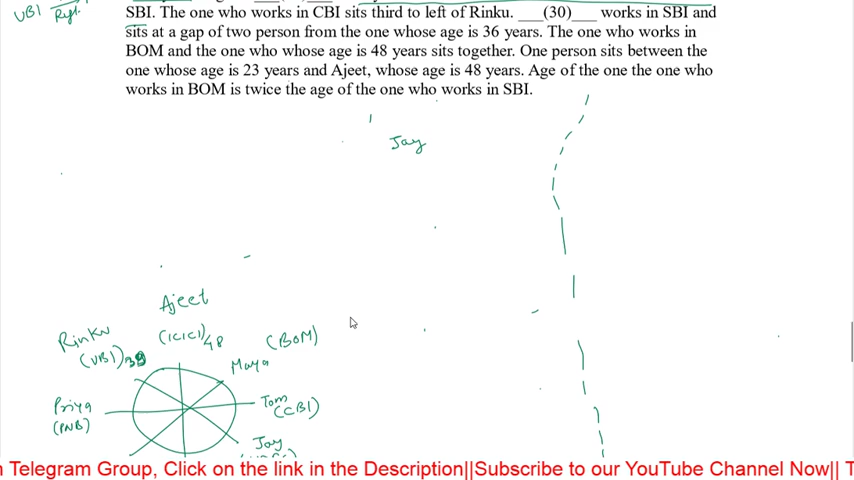 UBI
SBI. The one who works in CBI sits third to left of Rinku. ___(30)___ works in SBI and
sits at a gap of two person from the one whose age is 36 years. The one who works in
BOM and the one who whose age is 48 years sits together. One person sits between the
one whose age is 23 years and Ajeet, whose age is 48 years. Age of the one the one who
works in BOM is twice the age of the one who works in SBI.
Jay
Ajeet
Rinku (ICICI)48 (BOM)
(UBI)
Maya
Priya Tom
(PNB) (CBI)
Jay
n Telegram Group, Click on the link in the Description||Subscribe to our YouTube Channel Now|| T